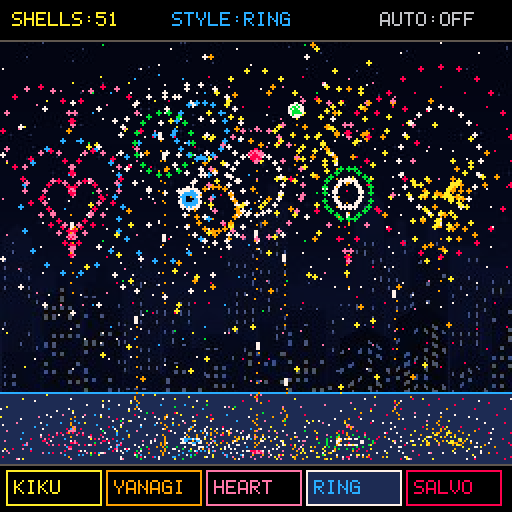 SHELLS:51 STYLE:RING AUTO:OFF
KIKU YANAGI HEART RING SALVO